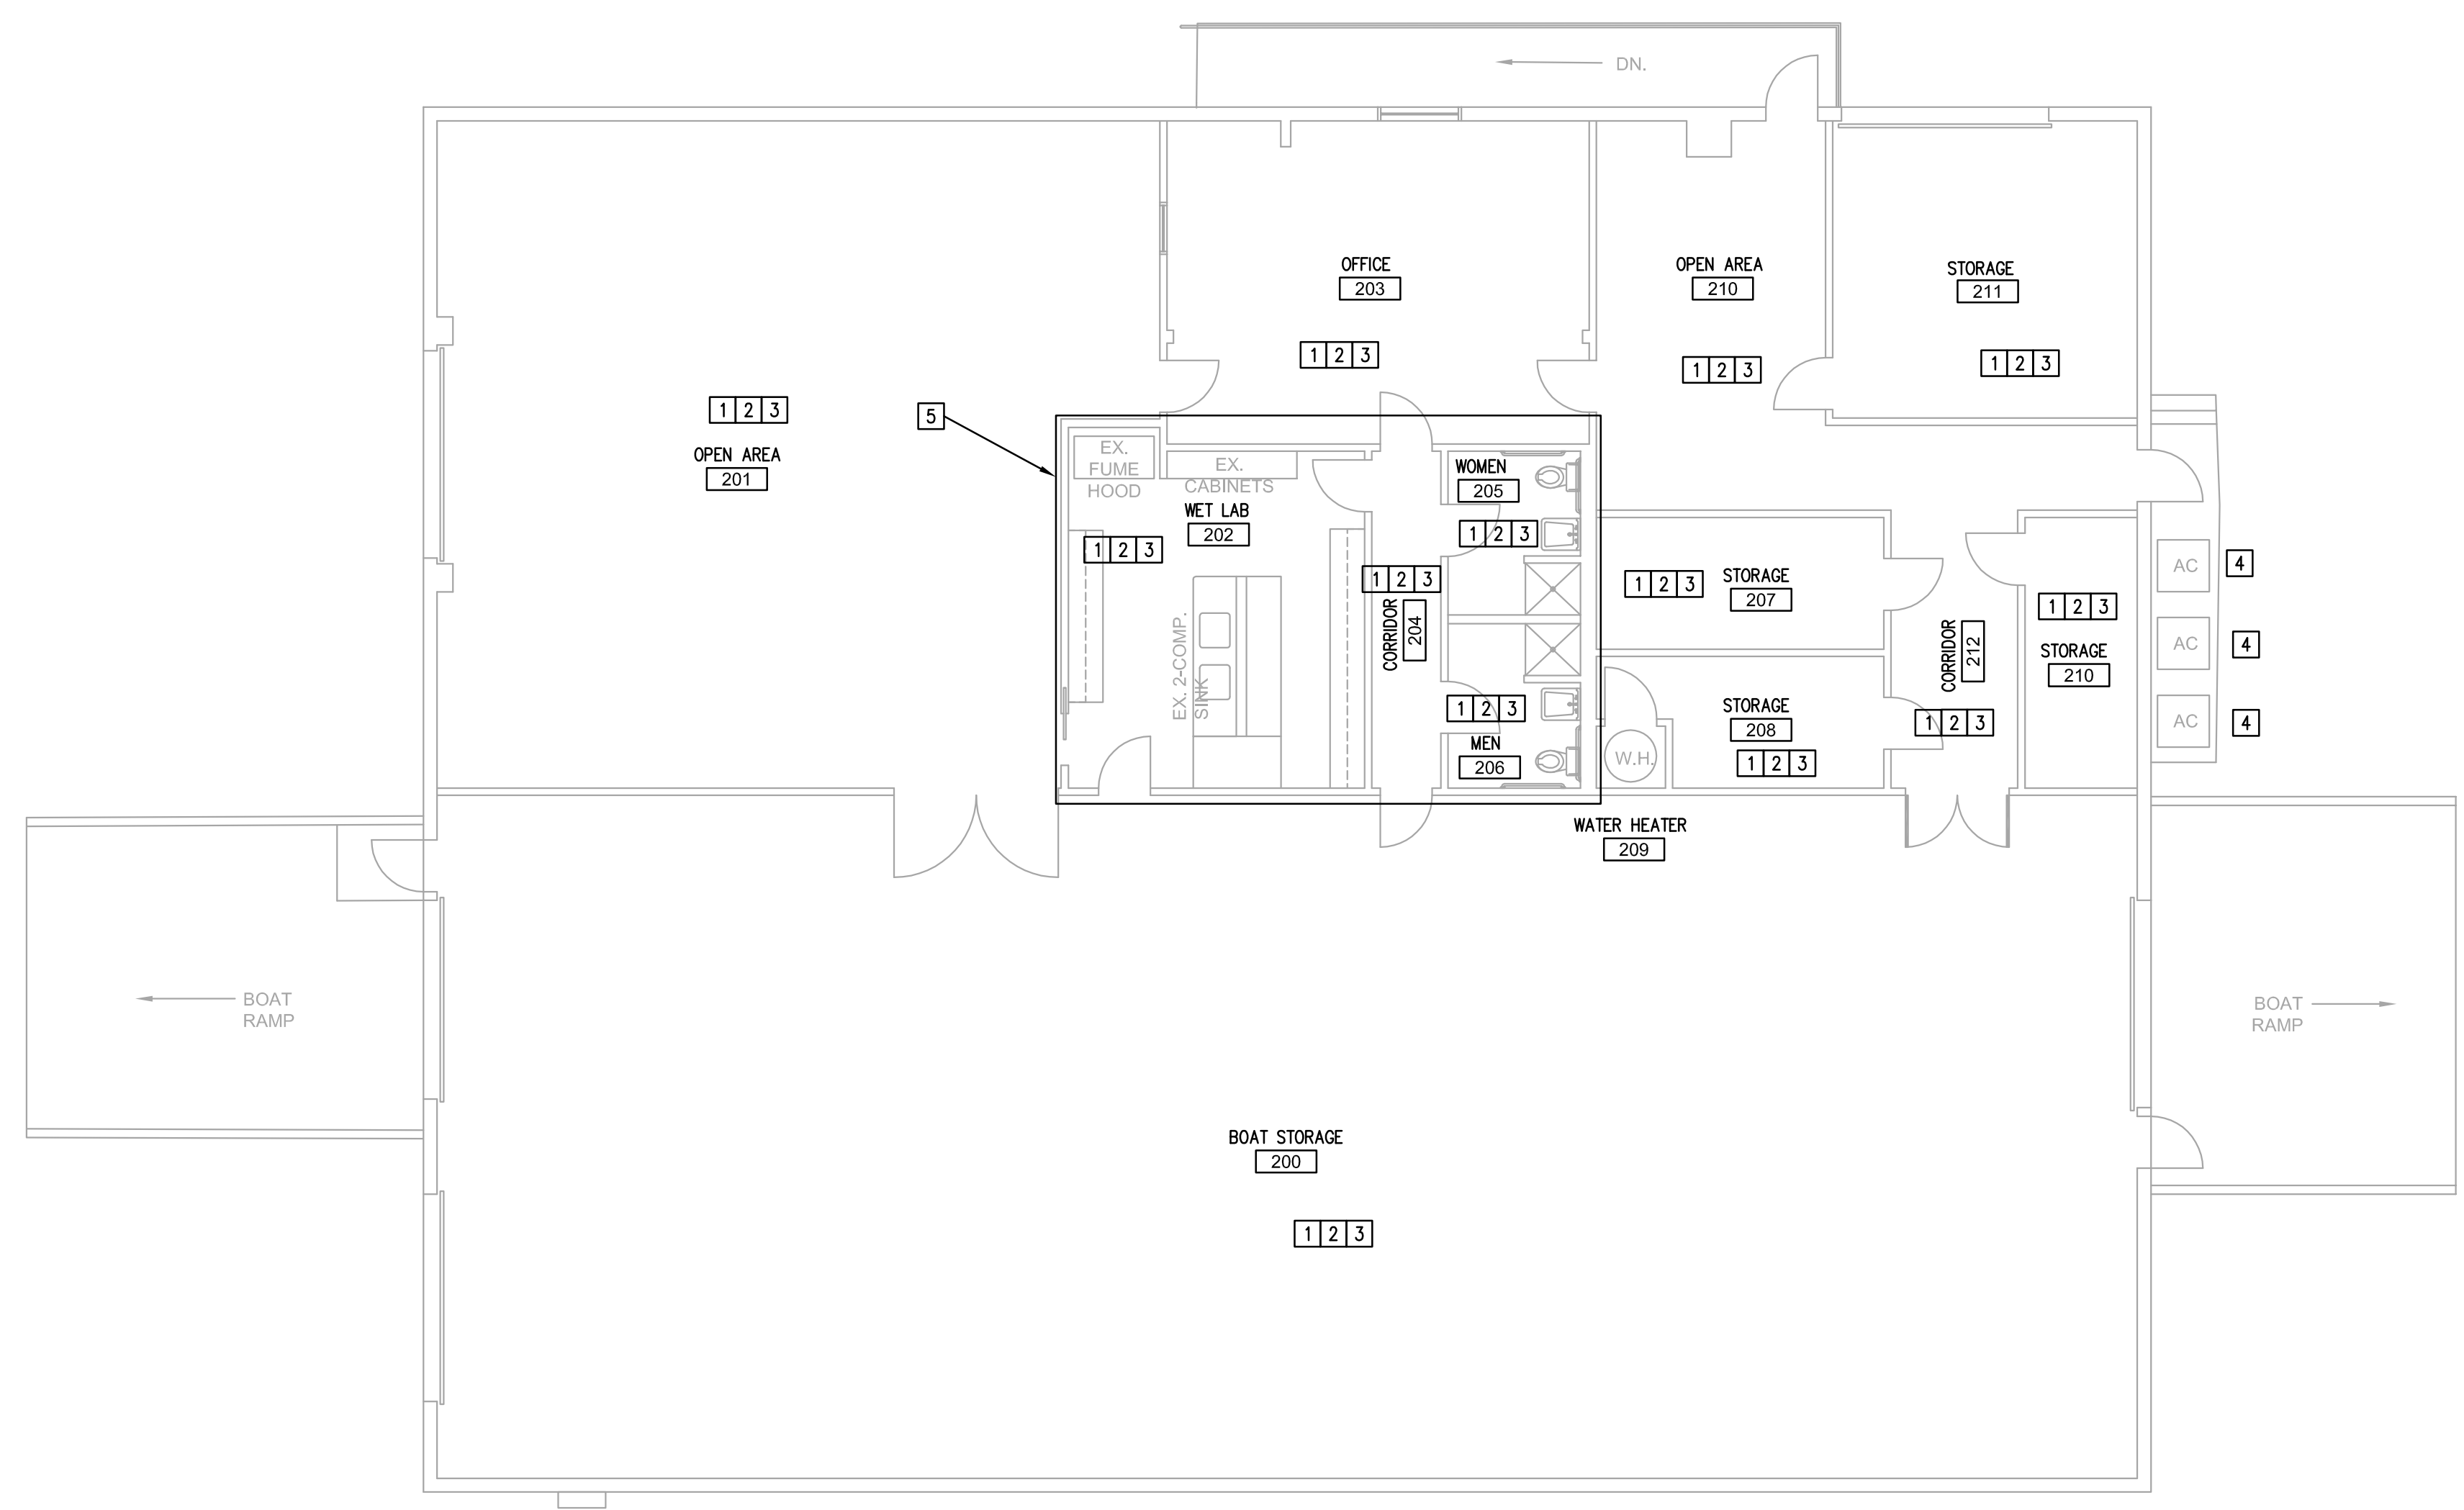 DN.
OFFICE
203
OPEN AREA
210
STORAGE
211
1 2 3
1 2 3
1 2 3
1 2 3
5
OPEN AREA
201
EX.
FUME
HOOD
EX.
CABINETS
WET LAB
202
1 2 3
WOMEN
205
1 2 3
1 2 3
CORRIDOR
204
EX. 2-COMP.
SINK
1 2 3
MEN
206
1 2 3
STORAGE
207
STORAGE
208
1 2 3
W.H.
CORRIDOR
212
1 2 3
1 2 3
STORAGE
210
AC
4
AC
4
AC
4
WATER HEATER
209
BOAT
RAMP
BOAT
RAMP
BOAT STORAGE
200
1 2 3